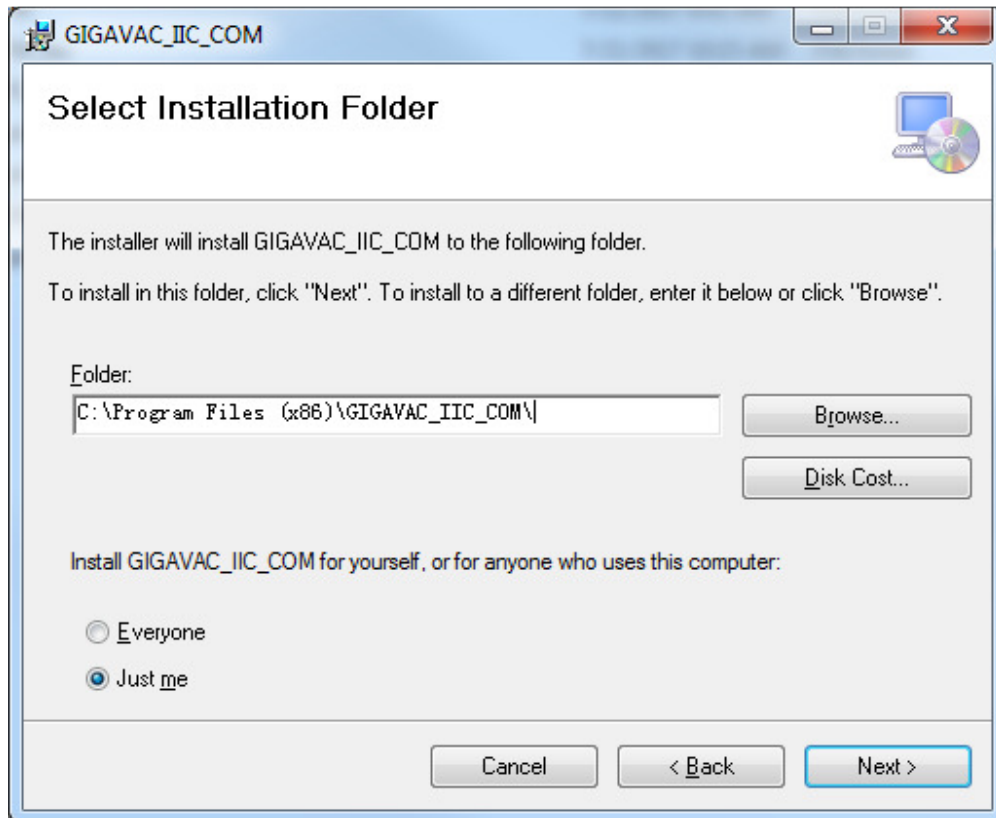 GIGAVAC_IIC_COM
Select Installation Folder
The installer will install GIGAVAC_IIC_COM to the following folder.
To install in this folder, click "Next". To install to a different folder, enter it below or click "Browse".
Folder:
C:\Program Files (x86)\GIGAVAC_IIC_COM\
Browse...
Disk Cost...
Install GIGAVAC_IIC_COM for yourself, or for anyone who uses this computer:
Everyone
Just me
Cancel
< Back
Next >